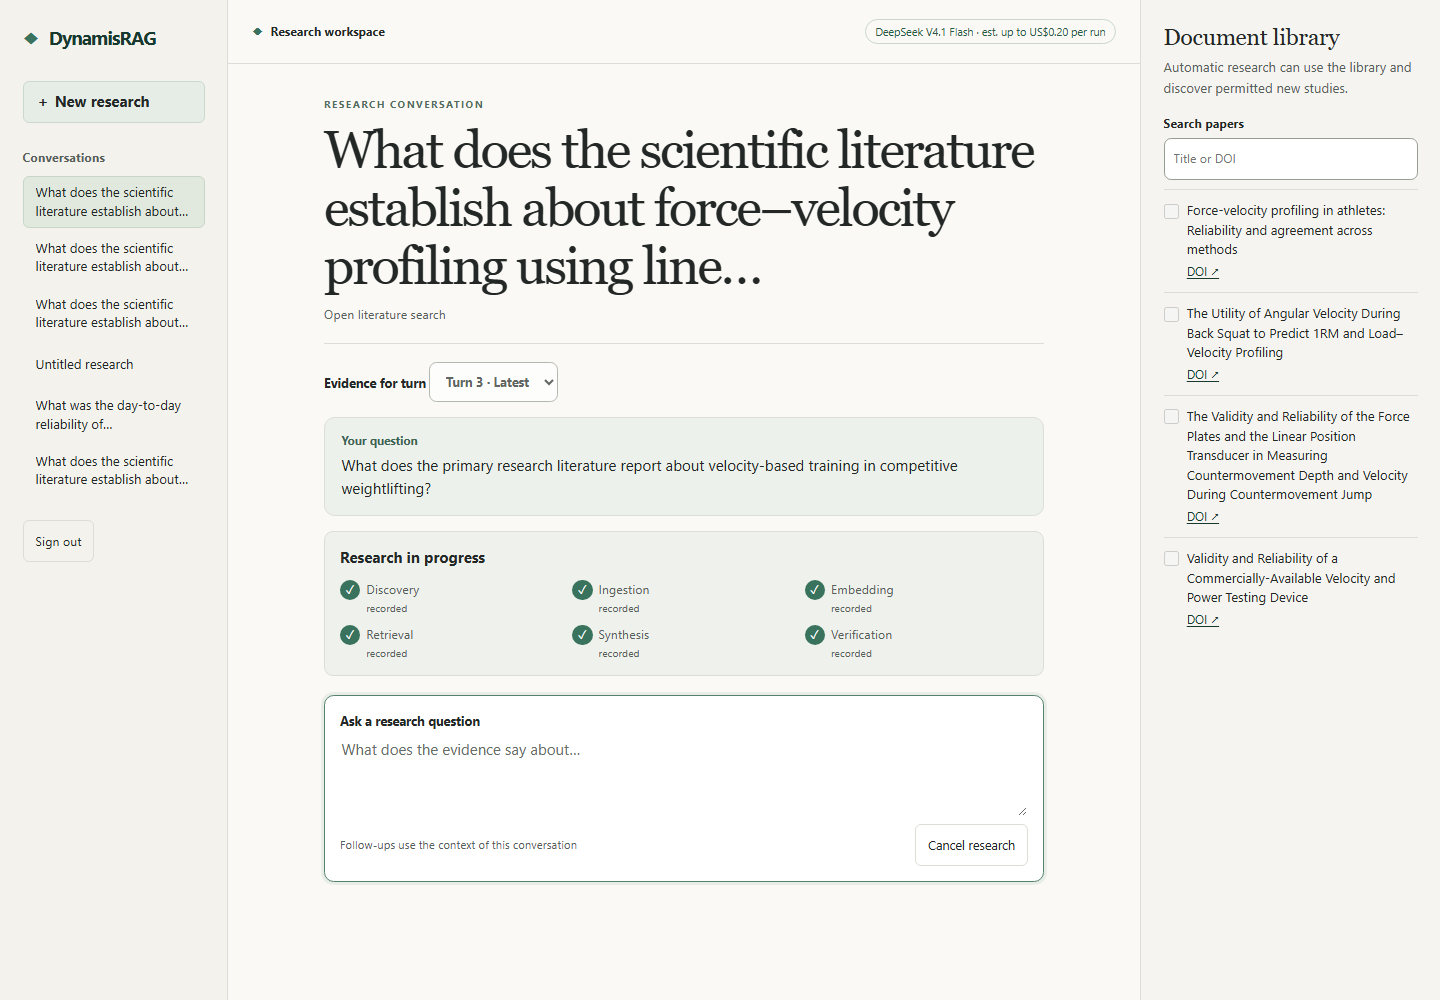 DynamisRAG
+ New research
Conversations
What does the scientific
literature establish about...
What does the scientific
literature establish about...
What does the scientific
literature establish about...
Untitled research
What was the day-to-day
reliability of...
What does the scientific
literature establish about...
Sign out
Research workspace
DeepSeek V4.1 Flash · est. up to US$0.20 per run
RESEARCH CONVERSATION
What does the scientific literature
establish about force–velocity
profiling using line…
Open literature search
Evidence for turn
Turn 3 · Latest
Your question
What does the primary research literature report about velocity-based training in competitive
weightlifting?
Research in progress
Discovery
recorded
Ingestion
recorded
Embedding
recorded
Retrieval
recorded
Synthesis
recorded
Verification
recorded
Ask a research question
What does the evidence say about...
Follow-ups use the context of this conversation
Cancel research
Document library
Automatic research can use the library and
discover permitted new studies.
Search papers
Title or DOI
Force-velocity profiling in athletes:
Reliability and agreement across
methods
DOI ↗
The Utility of Angular Velocity During
Back Squat to Predict 1RM and Load–
Velocity Profiling
DOI ↗
The Validity and Reliability of the Force
Plates and the Linear Position
Transducer in Measuring
Countermovement Depth and Velocity
During Countermovement Jump
DOI ↗
Validity and Reliability of a
Commercially-Available Velocity and
Power Testing Device
DOI ↗